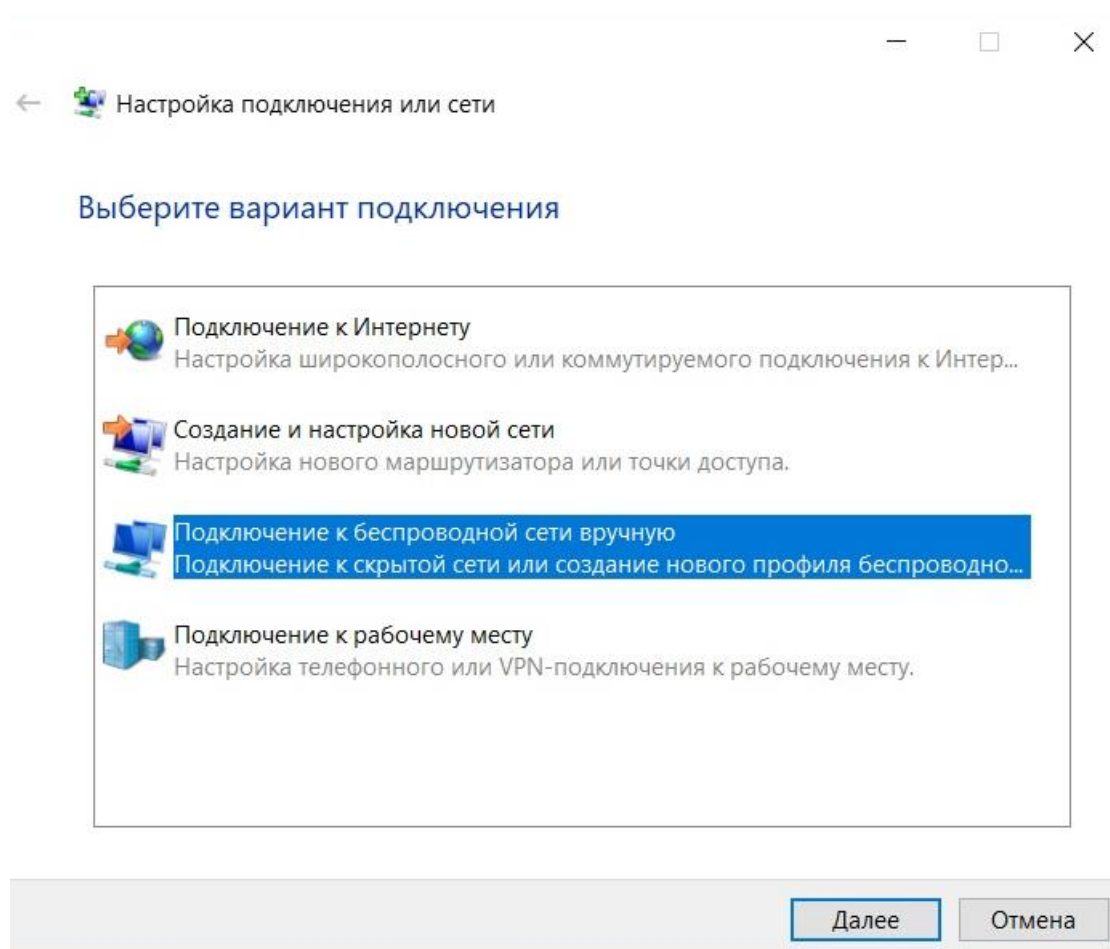 Настройка подключения или сети
Выберите вариант подключения
Подключение к Интернету
Настройка широкополосного или коммутируемого подключения к Интер...
Создание и настройка новой сети
Настройка нового маршрутизатора или точки доступа.
Подключение к беспроводной сети вручную
Подключение к скрытой сети или создание нового профиля беспроводно...
Подключение к рабочему месту
Настройка телефонного или VPN-подключения к рабочему месту.
Далее
Отмена